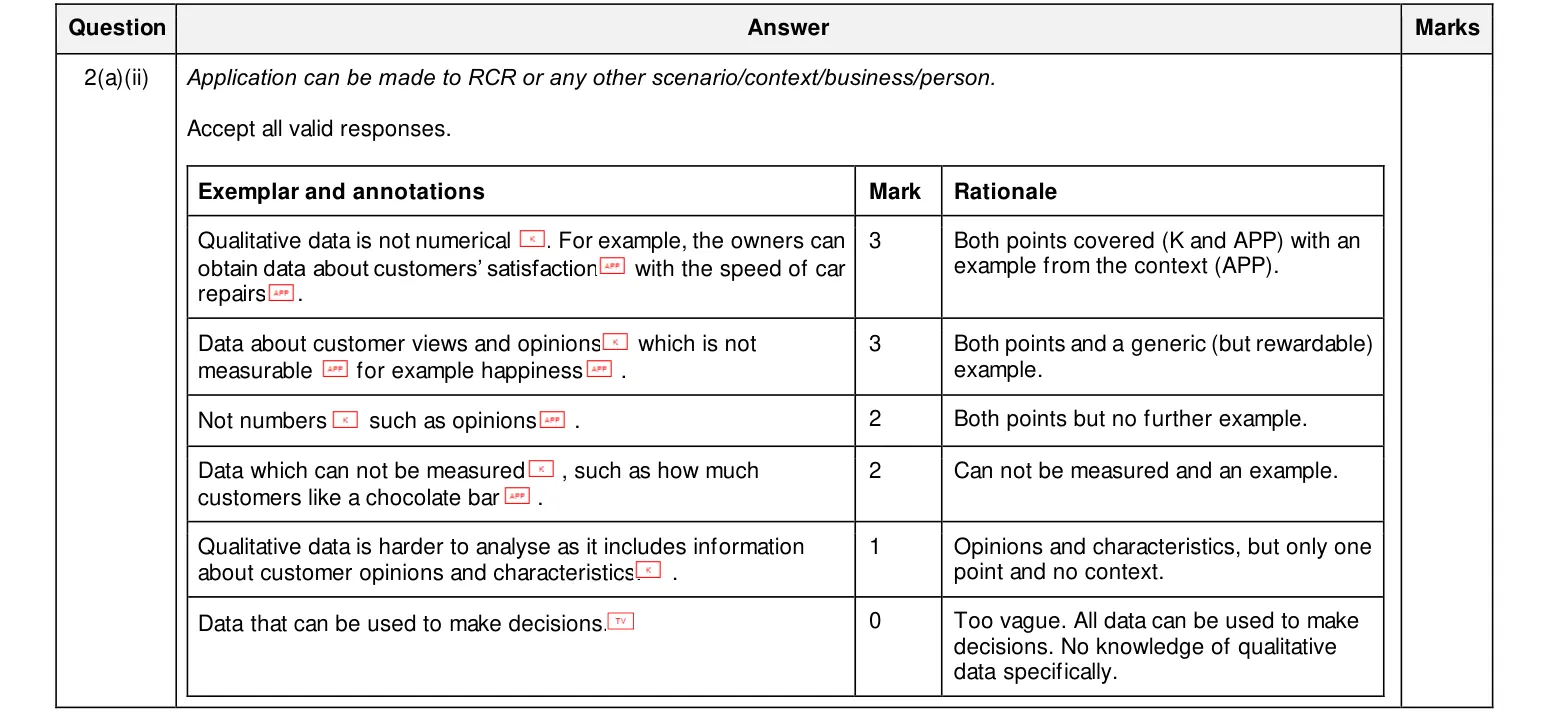 Question Answer Marks
2(a)(ii) Application can be made to RCR or any other scenario/context/business/person.
Accept all valid responses.
Exemplar and annotations Mark Rationale
Qualitative data is not numerical K. For example, the owners can 3 Both points covered (K and APP) with an
obtain data about customers' satisfaction APP with the speed of car example from the context (APP).
repairs APP.
Data about customer views and opinions K which is not 3 Both points and a generic (but rewardable)
measurable APP for example happiness APP . example.
Not numbers K such as opinions APP . 2 Both points but no further example.
Data which can not be measured K , such as how much 2 Can not be measured and an example.
customers like a chocolate bar APP .
Qualitative data is harder to analyse as it includes information 1 Opinions and characteristics, but only one
about customer opinions and characteristics. K . point and no context.
Data that can be used to make decisions. TV 0 Too vague. All data can be used to make
decisions. No knowledge of qualitative
data specifically.